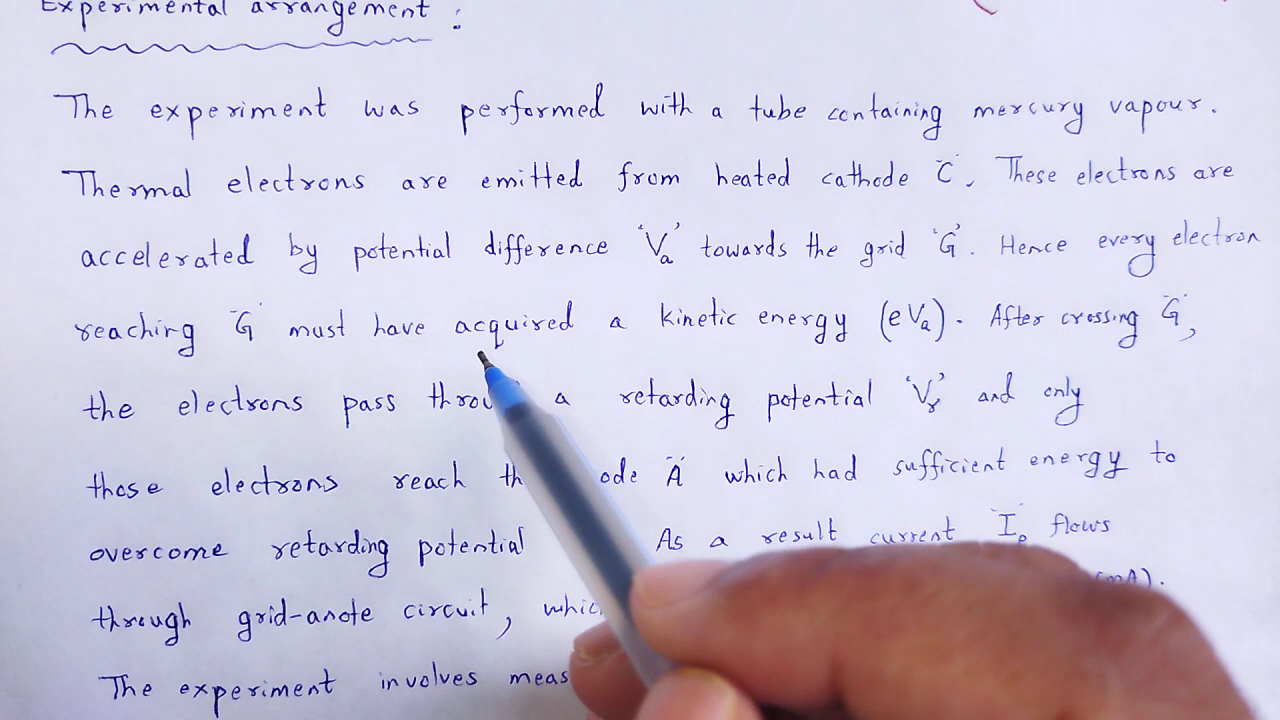 Experimental arrangement :
The experiment was performed with a tube containing mercury vapour.
Thermal electrons are emitted from heated cathode 'C'. These electrons are
accelerated by potential difference 'Vₐ' towards the grid 'G'. Hence every electron
reaching 'G' must have acquired a kinetic energy (eVₐ). After crossing 'G',
the electrons pass a retarding potential 'Vᵣ' and only
those electrons reach which had sufficient energy to
overcome retarding potential As a result current 'Iₚ' flows
through grid-anote circuit, (mA).
The experiment involves